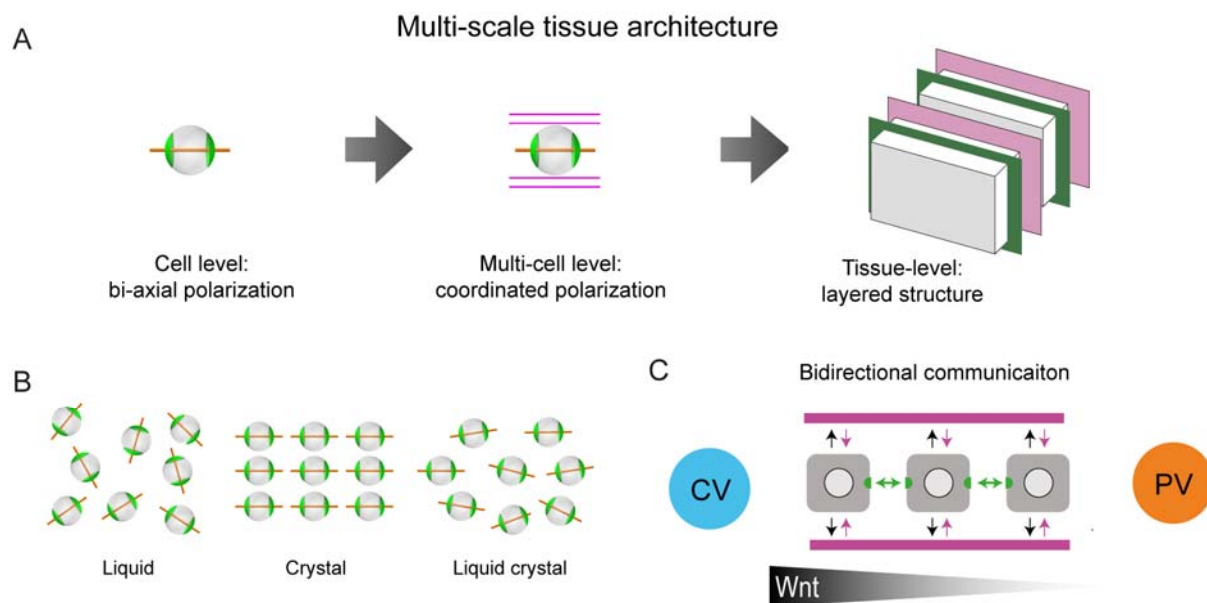 Multi-scale tissue architecture
A
Cell level:
bi-axial polarization
Multi-cell level:
coordinated polarization
Tissue-level:
layered structure
B
Liquid
Crystal
Liquid crystal
C
Bidirectional communicaiton
CV
PV
Wnt